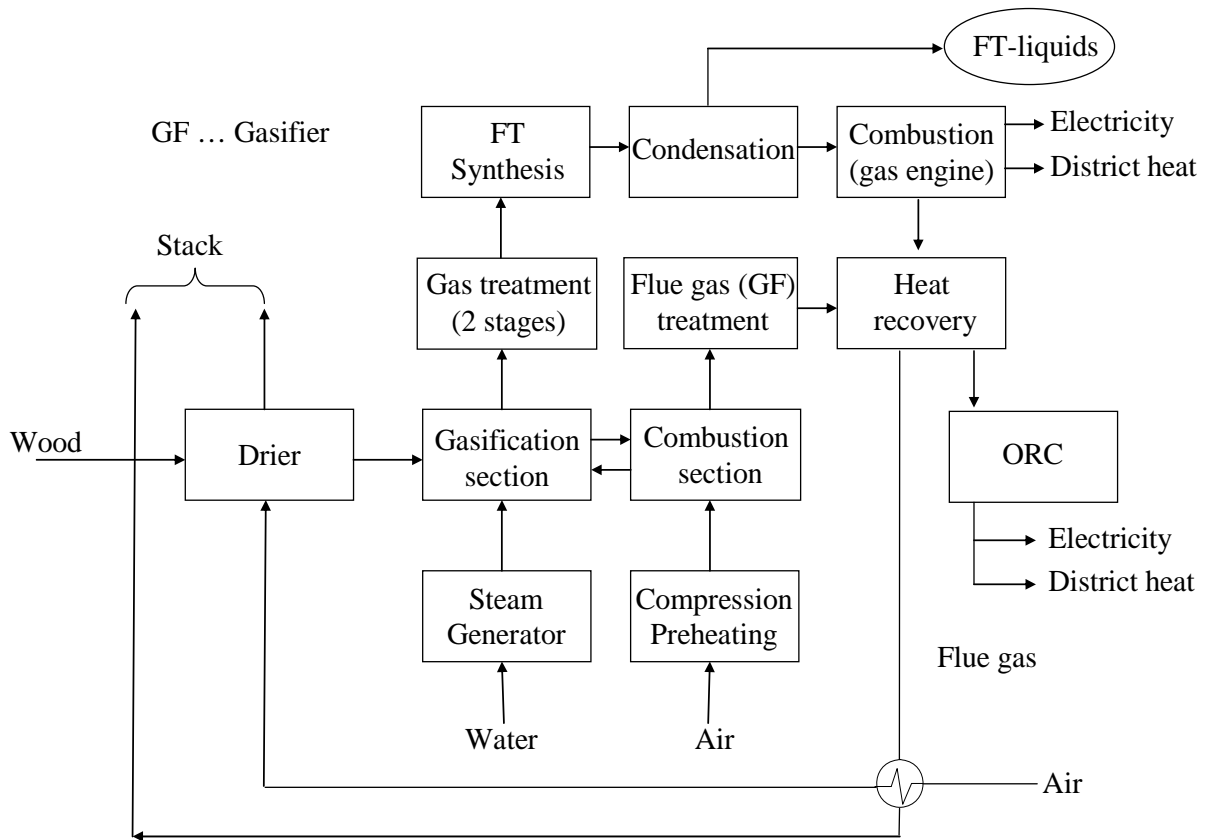 FT-liquids
GF … Gasifier
FT
Synthesis
Condensation
Combustion
(gas engine)
Electricity
District heat
Stack
Gas treatment
(2 stages)
Flue gas (GF)
treatment
Heat
recovery
Wood
Drier
Gasification
section
Combustion
section
ORC
Electricity
District heat
Steam
Generator
Compression
Preheating
Flue gas
Water
Air
Air